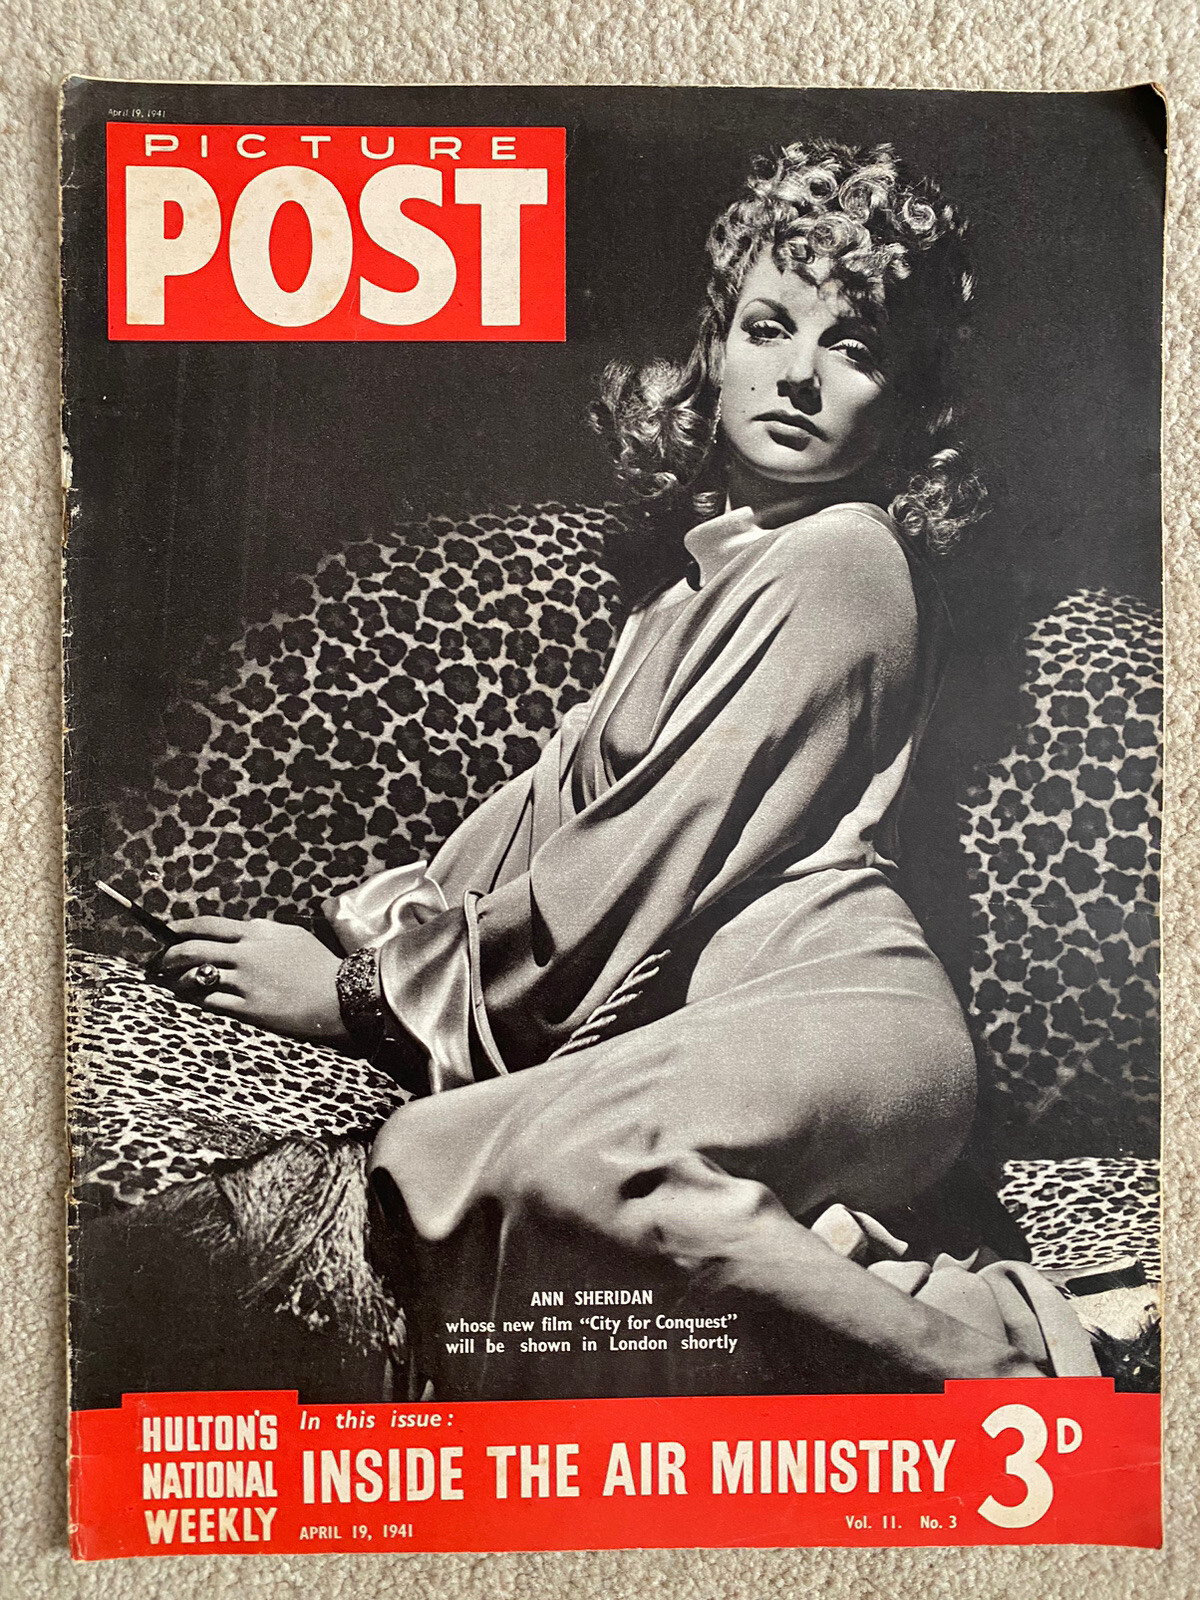 April 19, 1941
PICTURE
POST
ANN SHERIDAN
whose new film "City for Conquest"
will be shown in London shortly
HULTON'S
NATIONAL
WEEKLY
In this issue:
INSIDE THE AIR MINISTRY
APRIL 19, 1941
Vol. 11. No. 3
3D